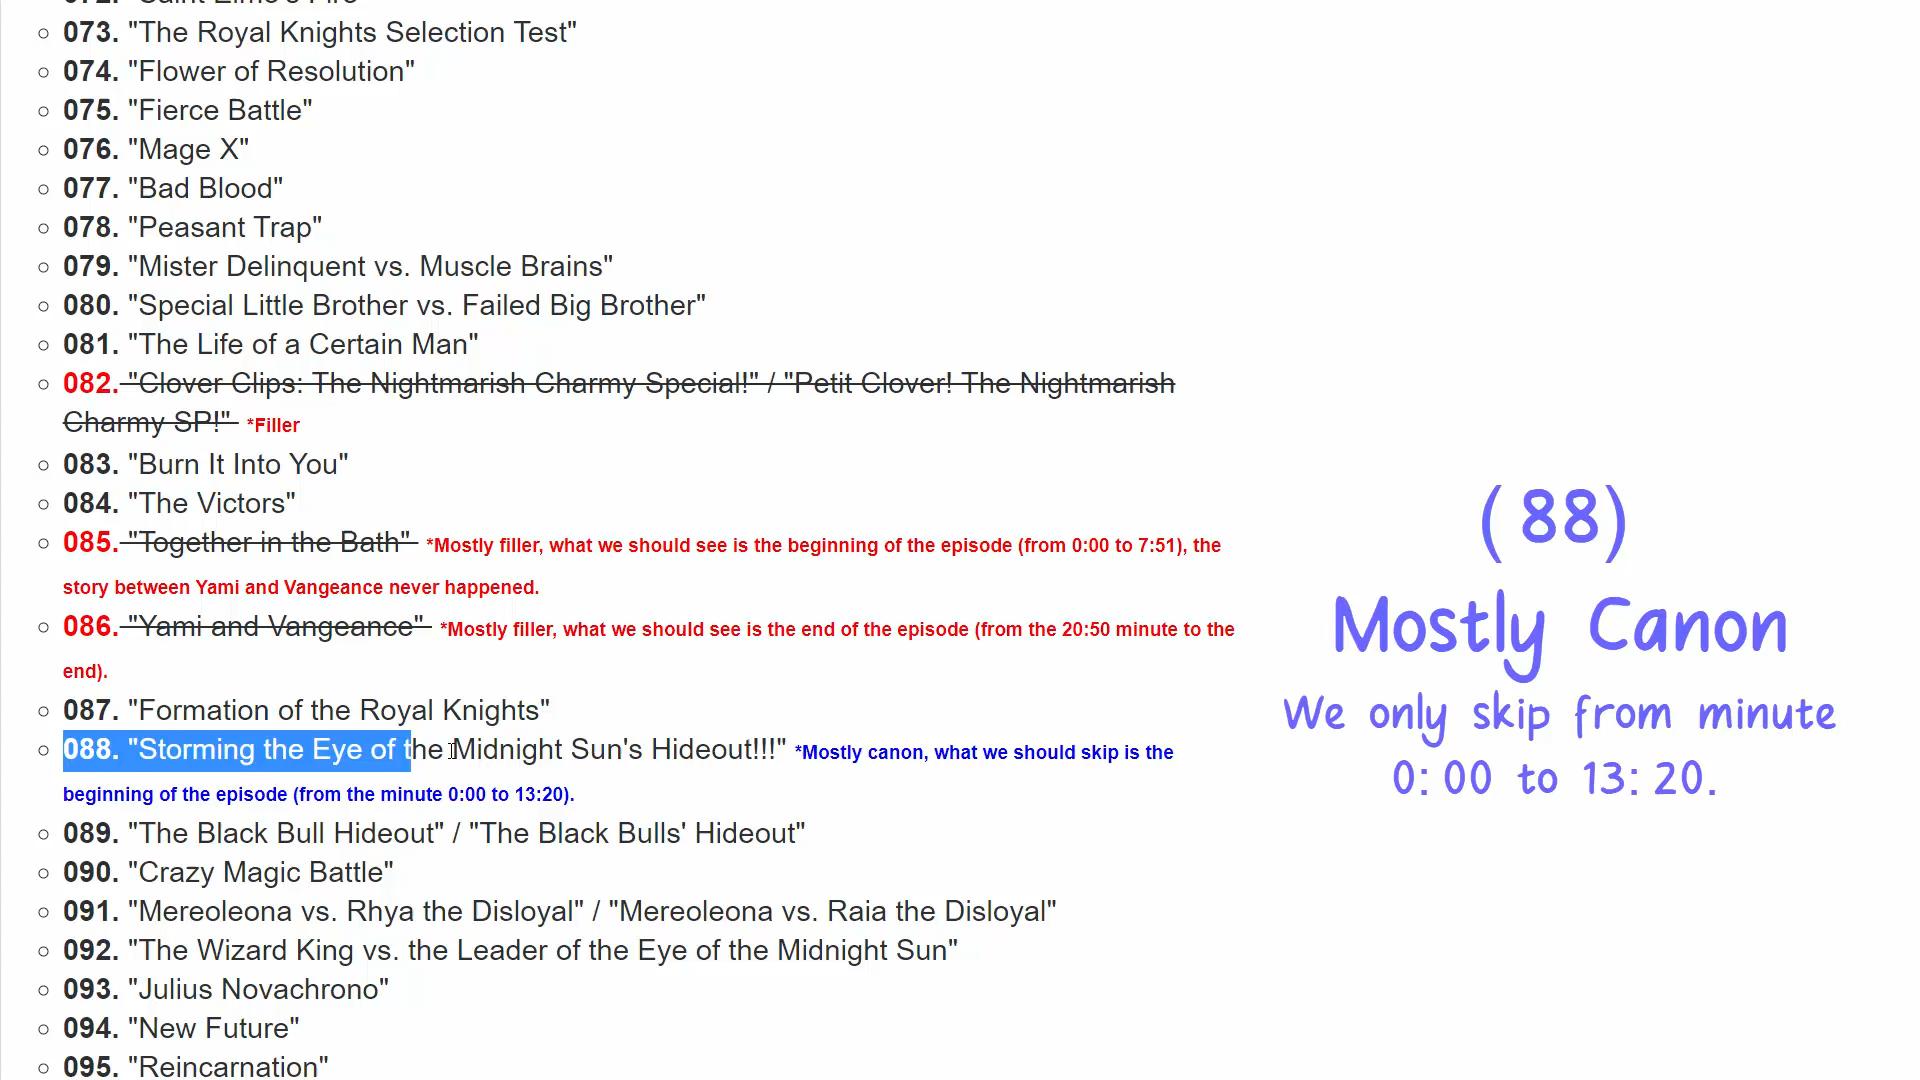 073. "The Royal Knights Selection Test"
074. "Flower of Resolution"
075. "Fierce Battle"
076. "Mage X"
077. "Bad Blood"
078. "Peasant Trap"
079. "Mister Delinquent vs. Muscle Brains"
080. "Special Little Brother vs. Failed Big Brother"
081. "The Life of a Certain Man"
082. "Clover Clips: The Nightmarish Charmy Special!" / "Petit Clover! The Nightmarish
Charmy SP!" *Filler
083. "Burn It Into You"
084. "The Victors"
085. "Together in the Bath" *Mostly filler, what we should see is the beginning of the episode (from 0:00 to 7:51), the
story between Yami and Vangeance never happened.
086. "Yami and Vangeance" *Mostly filler, what we should see is the end of the episode (from the 20:50 minute to the
end).
087. "Formation of the Royal Knights"
088. "Storming the Eye of the Midnight Sun's Hideout!!!" *Mostly canon, what we should skip is the
beginning of the episode (from the minute 0:00 to 13:20).
089. "The Black Bull Hideout" / "The Black Bulls' Hideout"
090. "Crazy Magic Battle"
091. "Mereoleona vs. Rhya the Disloyal" / "Mereoleona vs. Raia the Disloyal"
092. "The Wizard King vs. the Leader of the Eye of the Midnight Sun"
093. "Julius Novachrono"
094. "New Future"
095. "Reincarnation"
(88)
Mostly Canon
We only skip from minute
0:00 to 13:20.